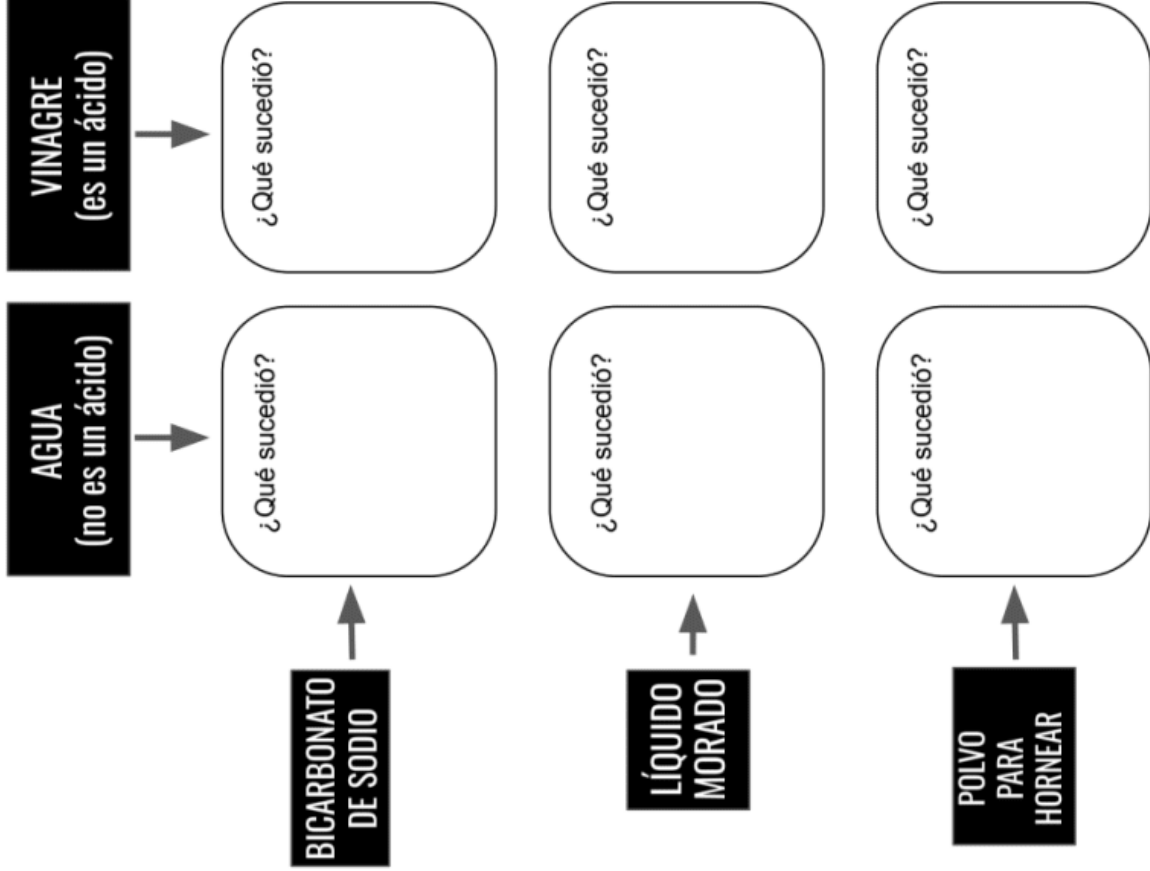 AGUA
(no es un ácido)
VINAGRE
(es un ácido)
BICARBONATO
DE SODIO
¿Qué sucedió?
¿Qué sucedió?
LÍQUIDO
MORADO
¿Qué sucedió?
¿Qué sucedió?
POLVO
PARA
HORNEAR
¿Qué sucedió?
¿Qué sucedió?